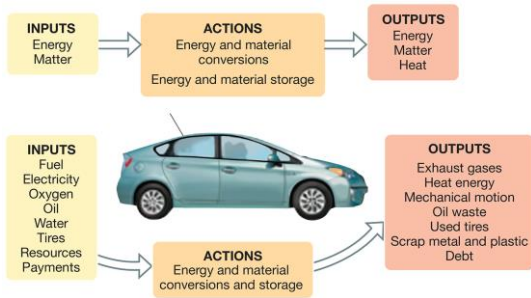 INPUTS
Energy
Matter
ACTIONS
Energy and material
conversions
Energy and material storage
OUTPUTS
Energy
Matter
Heat
INPUTS
Fuel
Electricity
Oxygen
Oil
Water
Tires
Resources
Payments
ACTIONS
Energy and material
conversions and storage
OUTPUTS
Exhaust gases
Heat energy
Mechanical motion
Oil waste
Used tires
Scrap metal and plastic
Debt